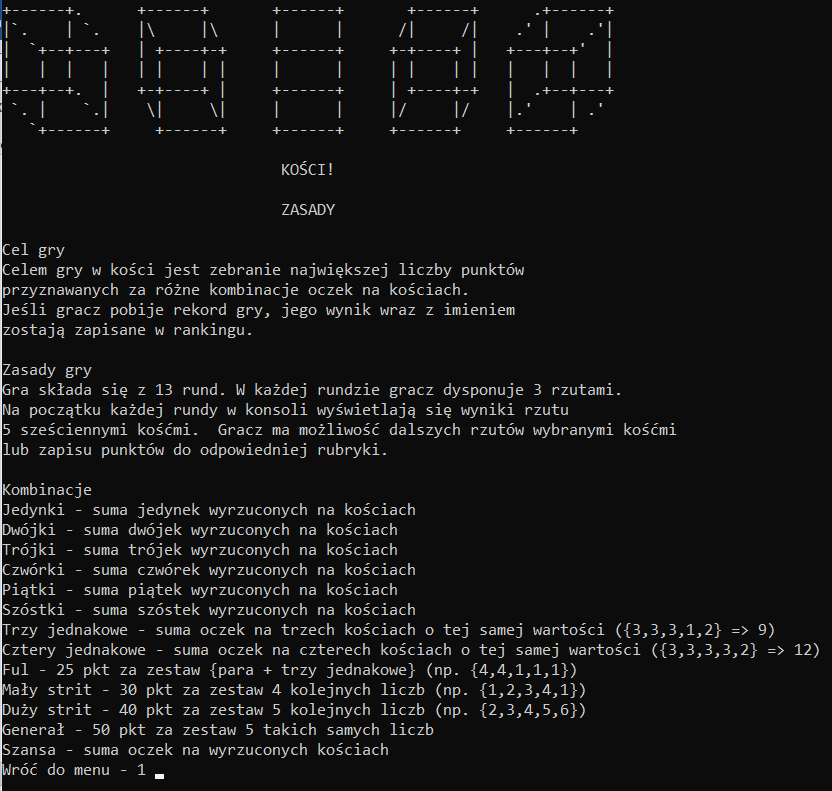 KOŚCI!
ZASADY
Cel gry
Celem gry w kości jest zebranie największej liczby punktów
przyznawanych za różne kombinacje oczek na kościach.
Jeśli gracz pobije rekord gry, jego wynik wraz z imieniem
zostają zapisane w rankingu.
Zasady gry
Gra składa się z 13 rund. W każdej rundzie gracz dysponuje 3 rzutami.
Na początku każdej rundy w konsoli wyświetlają się wyniki rzutu
5 sześciennymi kośćmi.  Gracz ma możliwość dalszych rzutów wybranymi kośćmi
lub zapisu punktów do odpowiedniej rubryki.
Kombinacje
Jedynki - suma jedynek wyrzuconych na kościach
Dwójki - suma dwójek wyrzuconych na kościach
Trójki - suma trójek wyrzuconych na kościach
Czwórki - suma czwórek wyrzuconych na kościach
Piątki - suma piątek wyrzuconych na kościach
Szóstki - suma szóstek wyrzuconych na kościach
Trzy jednakowe - suma oczek na trzech kościach o tej samej wartości ({3,3,3,1,2} => 9)
Cztery jednakowe - suma oczek na czterech kościach o tej samej wartości ({3,3,3,3,2} => 12)
Ful - 25 pkt za zestaw {para + trzy jednakowe} (np. {4,4,1,1,1})
Mały strit - 30 pkt za zestaw 4 kolejnych liczb (np. {1,2,3,4,1})
Duży strit - 40 pkt za zestaw 5 kolejnych liczb (np. {2,3,4,5,6})
Generał - 50 pkt za zestaw 5 takich samych liczb
Szansa - suma oczek na wyrzuconych kościach
Wróć do menu - 1